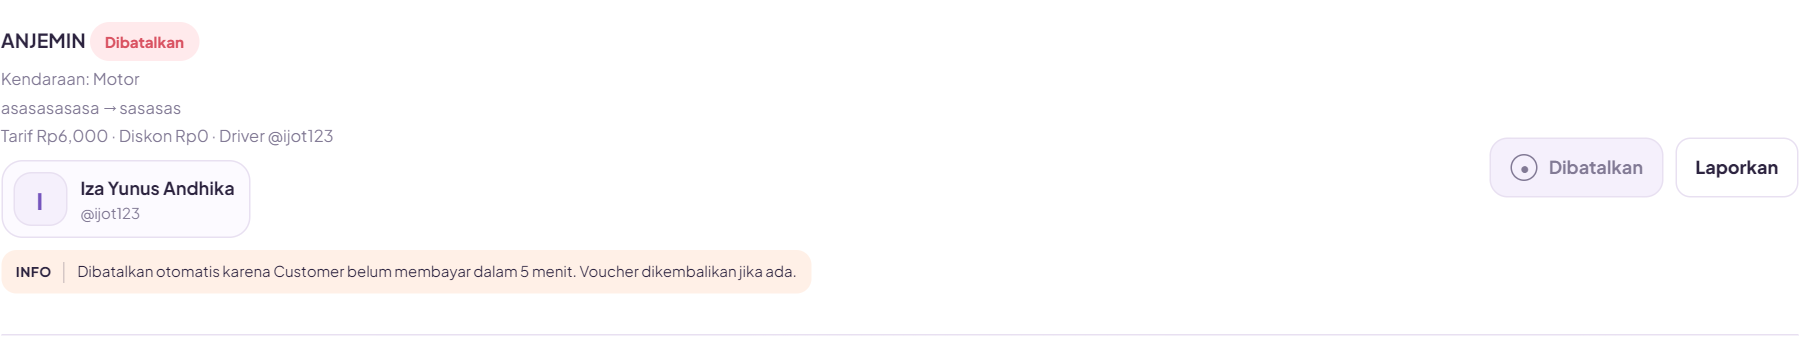 ANJEMIN Dibatalkan
Kendaraan: Motor
asasasasasa → sasasas
Tarif Rp6,000 · Diskon Rp0 · Driver @ijot123
I
Iza Yunus Andhika
@ijot123
Dibatalkan
Laporkan
INFO Dibatalkan otomatis karena Customer belum membayar dalam 5 menit. Voucher dikembalikan jika ada.